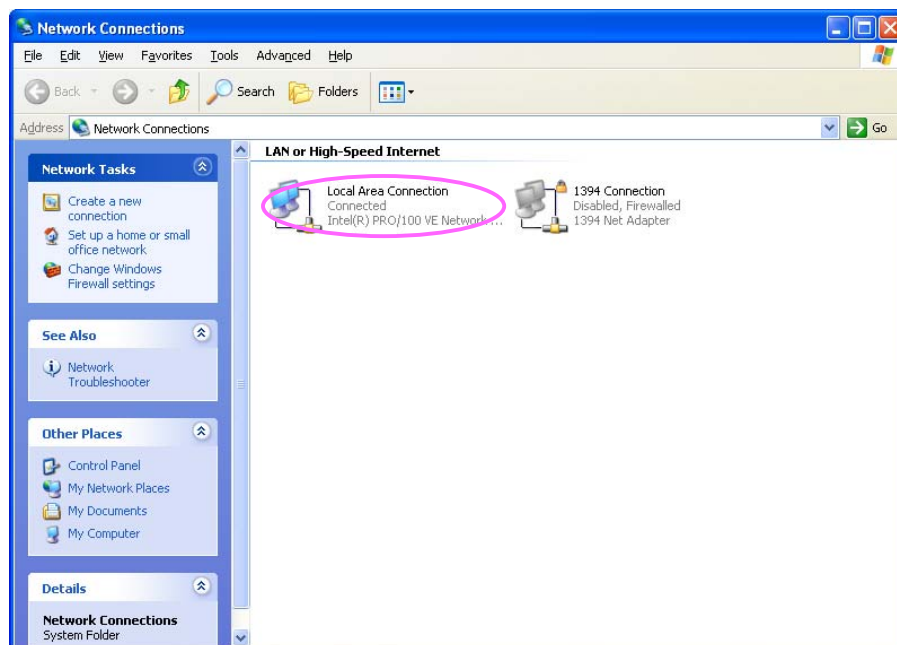 Network Connections
File Edit View Favorites Tools Advanced Help
Back Search Folders
Address Network Connections Go
Network Tasks
Create a new
connection
Set up a home or small
office network
Change Windows
Firewall settings
See Also
Network
Troubleshooter
Other Places
Control Panel
My Network Places
My Documents
My Computer
Details
Network Connections
System Folder
LAN or High-Speed Internet
Local Area Connection
Connected
Intel(R) PRO/100 VE Network ...
1394 Connection
Disabled, Firewalled
1394 Net Adapter